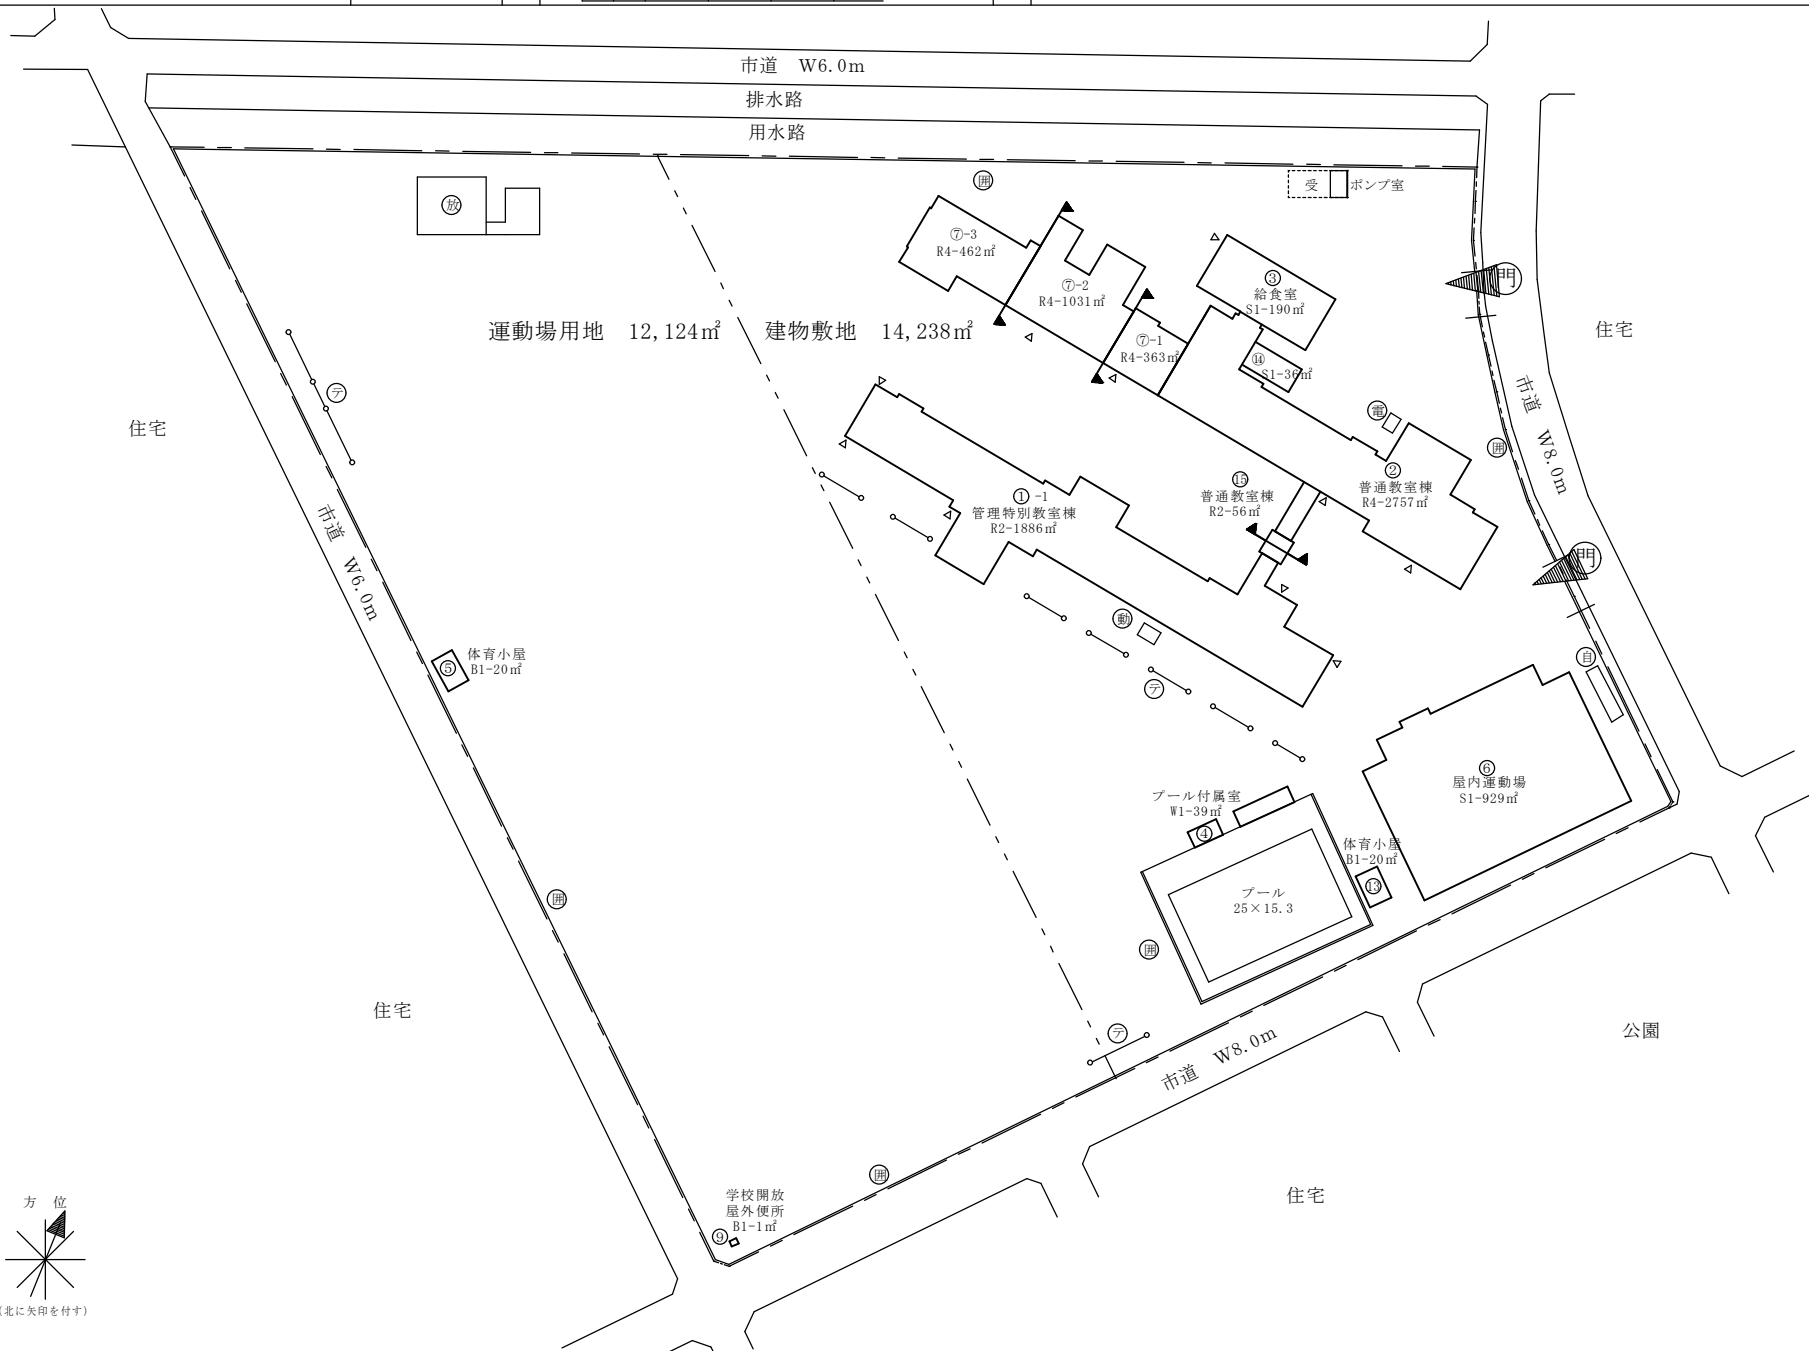 市道　W6.0m
排水路
用水路
放
囲
受
ポンプ室
⑦-3
R4-462㎡
⑦-2
R4-1031㎡
③
給食室
S1-190㎡
門
運動場用地　12,124㎡
建物敷地　14,238㎡
住宅
⑦-1
R4-363㎡
⑭
S1-36㎡
テ
電
市道　W8.0m
住宅
囲
②
普通教室棟
R4-2757㎡
⑮
普通教室棟
R2-56㎡
①-1
管理特別教室棟
R2-1886㎡
市道　W6.0m
門
動
体育小屋
B1-20㎡
⑤
自
テ
⑥
屋内運動場
S1-929㎡
プール付属室
W1-39㎡
④
体育小屋
B1-20㎡
⑬
プール
25×15.3
囲
囲
住宅
テ
公園
市道　W8.0m
囲
住宅
学校開放
屋外便所
B1-1㎡
⑨
方　位
(北に矢印を付す)